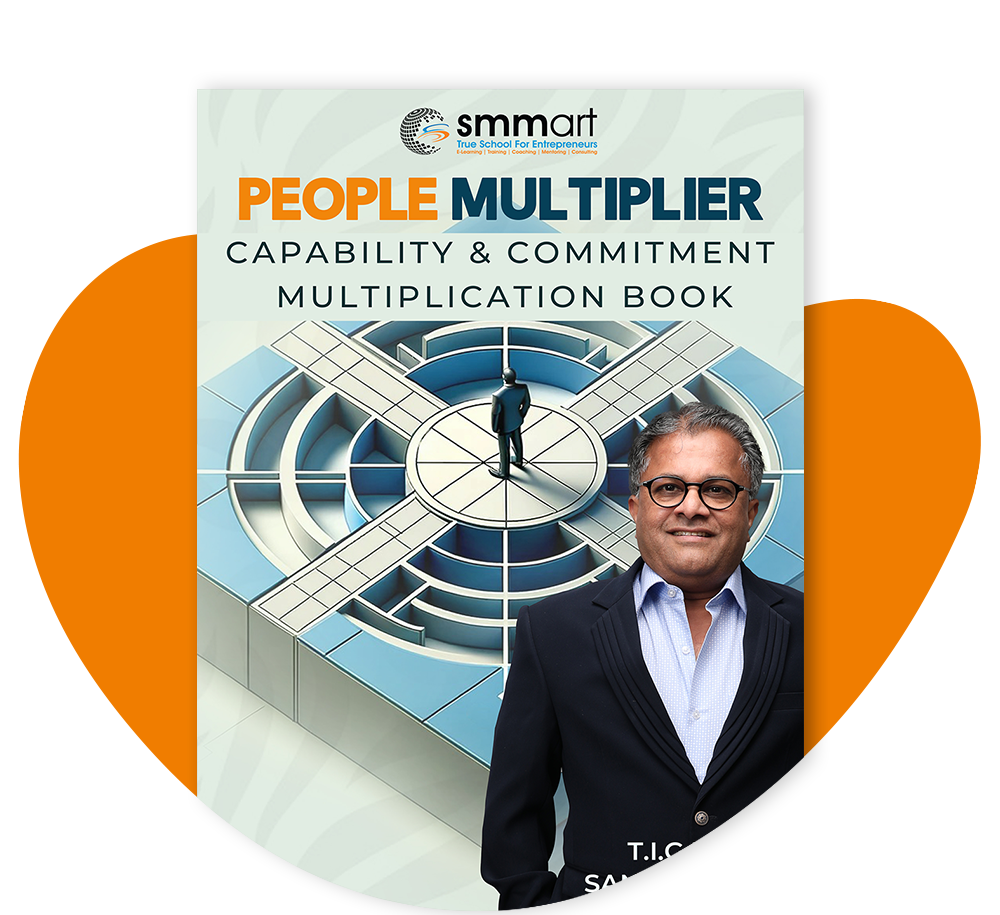 smmart
True School For Entrepreneurs
E-Learning | Training | Coaching | Mentoring | Consulting
PEOPLE MULTIPLIER
CAPABILITY & COMMITMENT
MULTIPLICATION BOOK